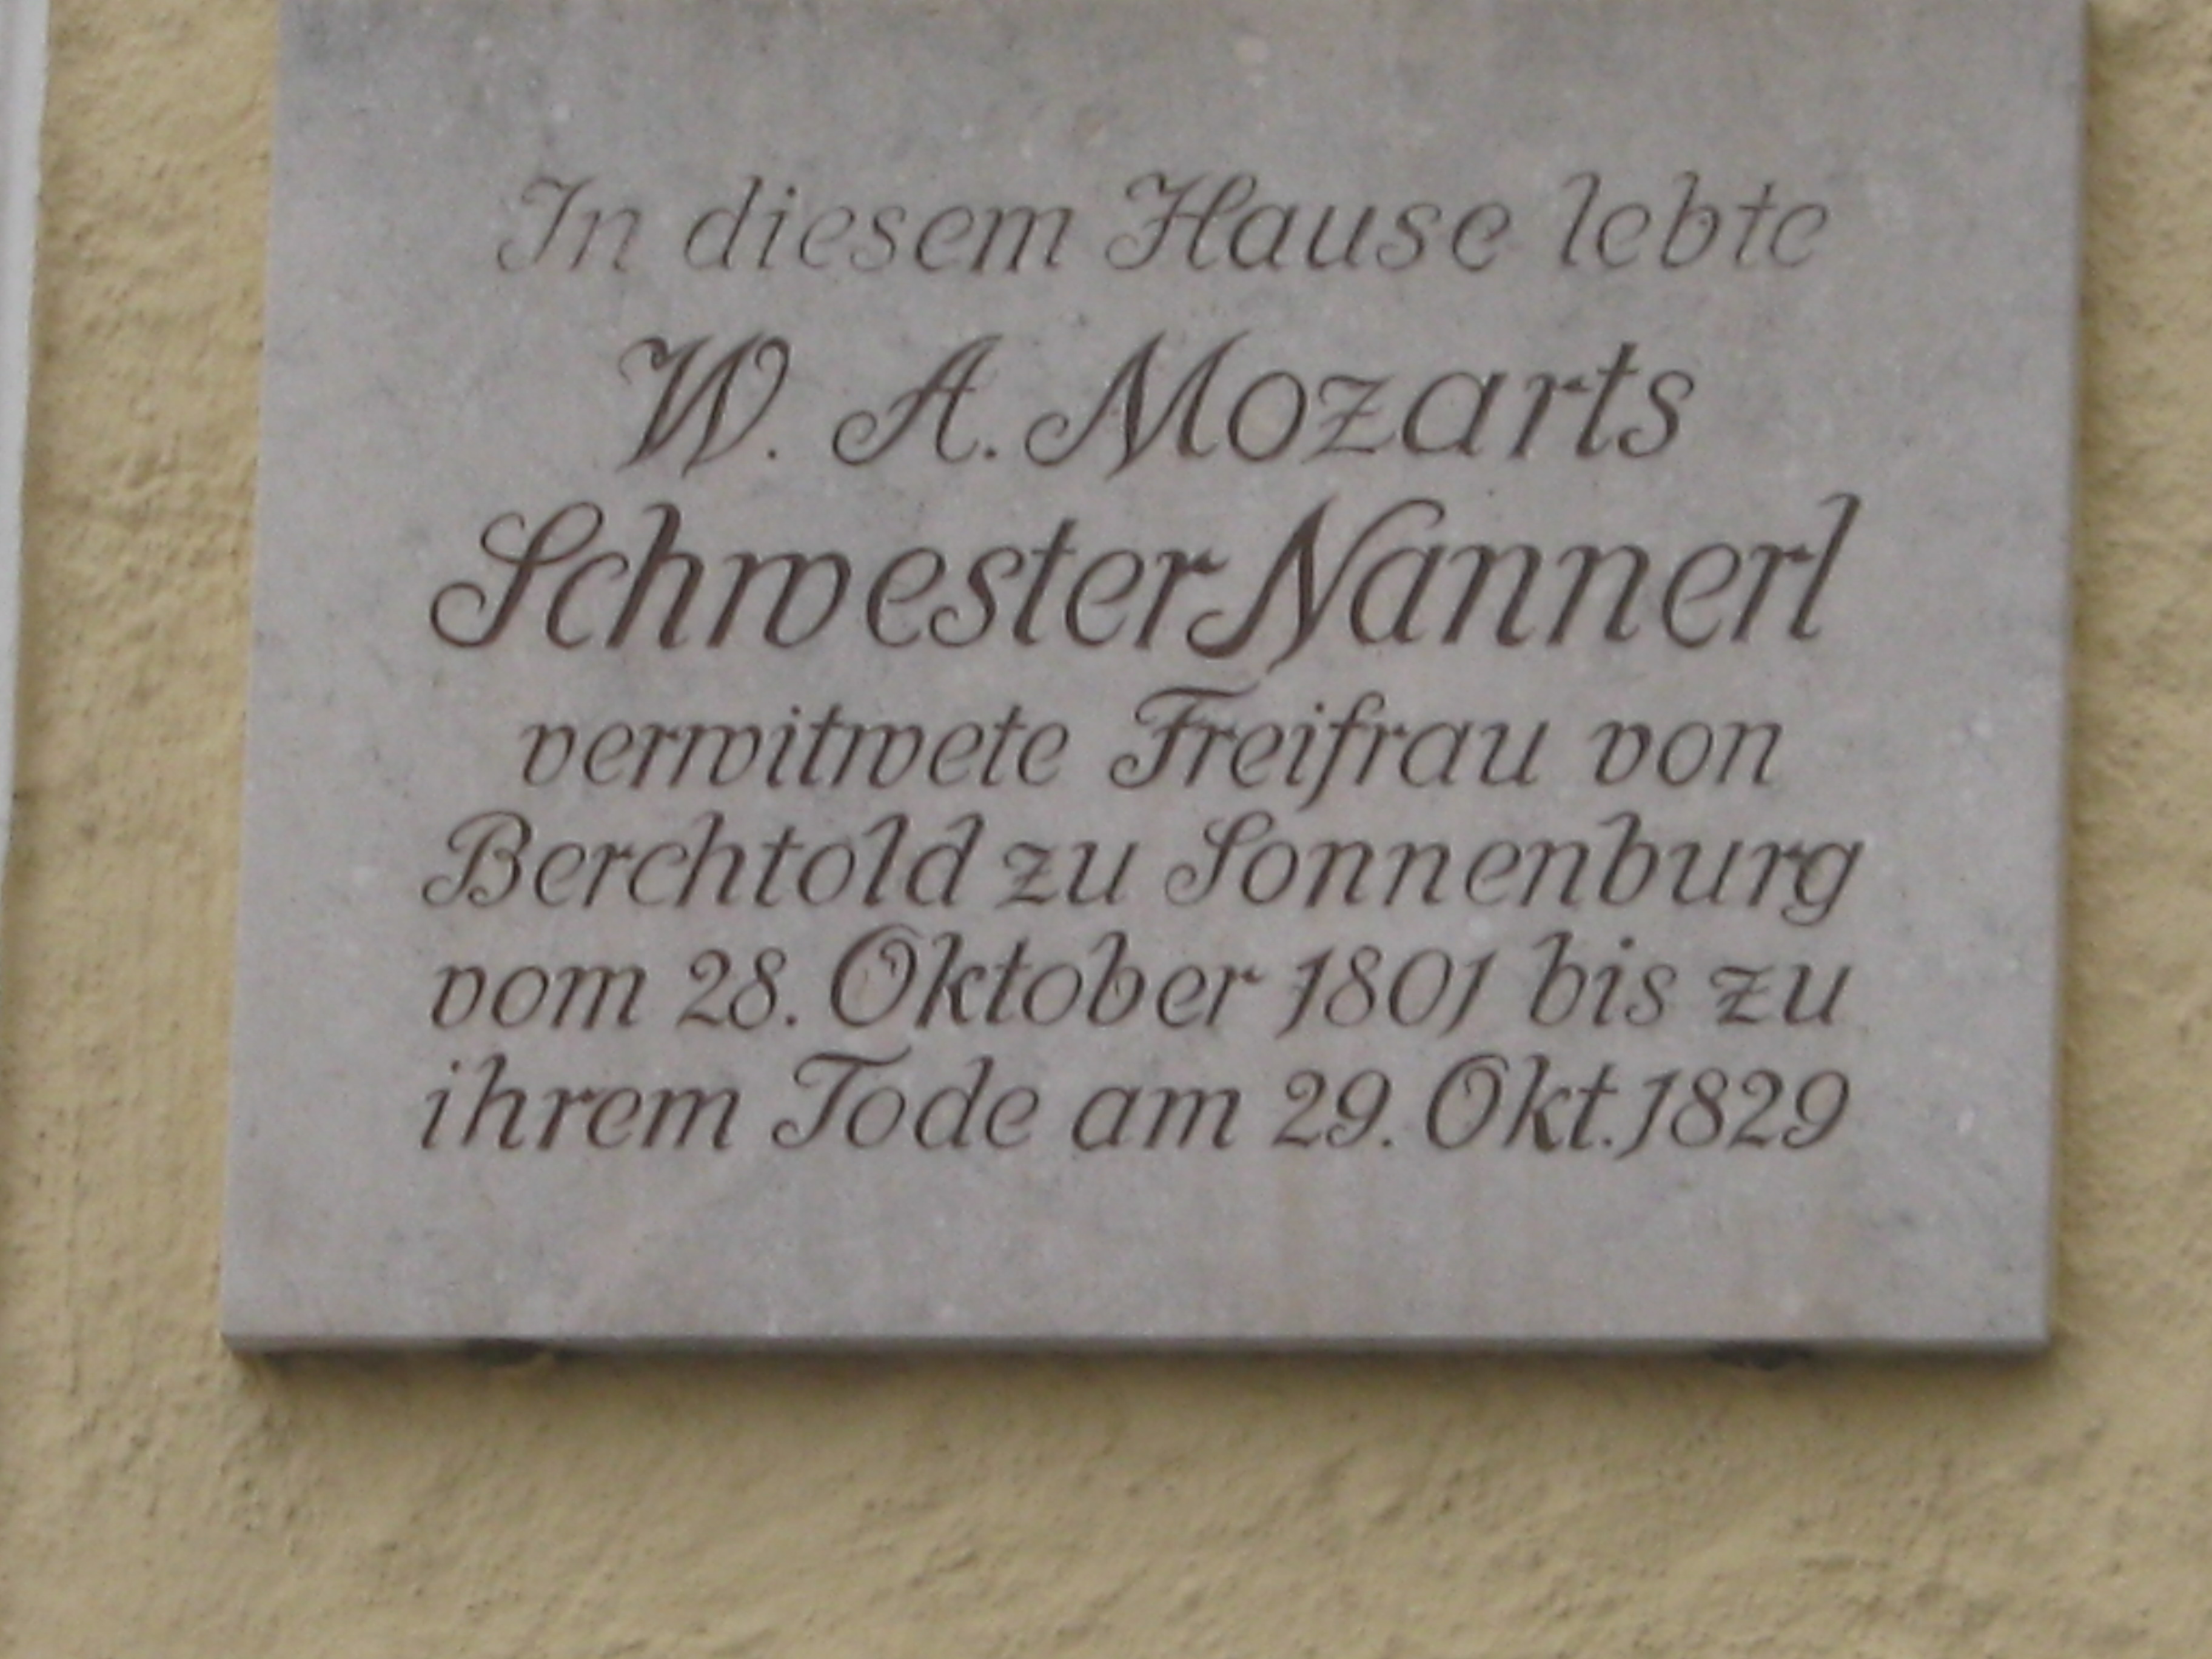 In diesem Hause lebte
W. A. Mozarts
Schwester Nannerl
verwitwete Freifrau von
Berchtold zu Sonnenburg
vom 28. Oktober 1801 bis zu
ihrem Tode am 29. Okt. 1829